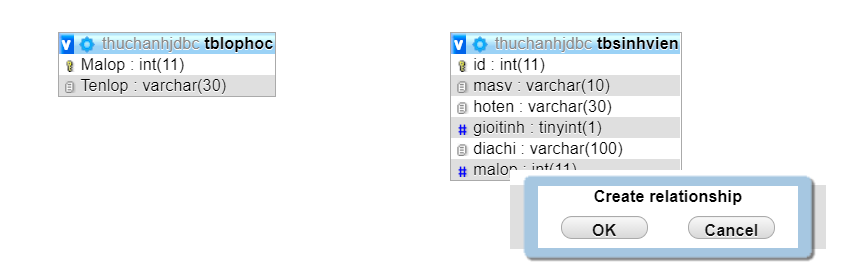 thuchanhjdbc tblophoc
Malop : int(11)
Tenlop : varchar(30)
thuchanhjdbc tbsinhvien
id : int(11)
masv : varchar(10)
hoten : varchar(30)
gioitinh : tinyint(1)
diachi : varchar(100)
malop : int(11)
Create relationship
OK Cancel